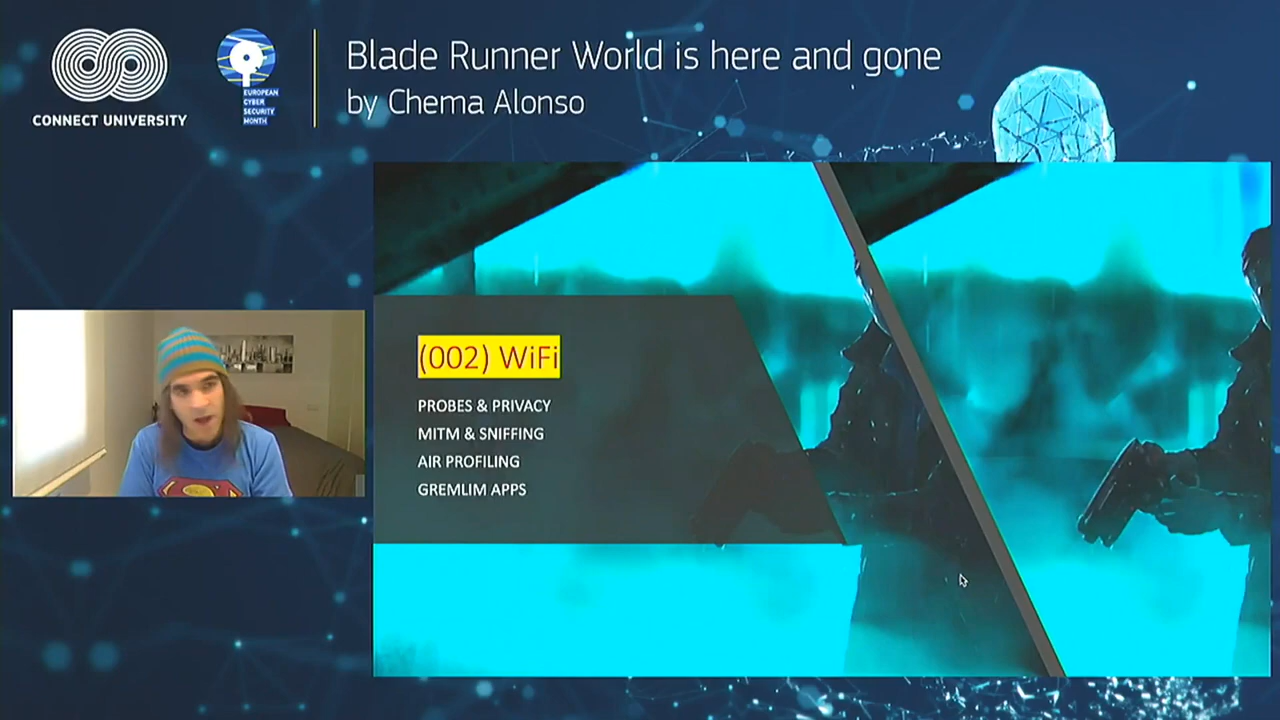 CONNECT UNIVERSITY
EUROPEAN
CYBER
SECURITY
MONTH
Blade Runner World is here and gone
by Chema Alonso
(002) WiFi
PROBES & PRIVACY
MITM & SNIFFING
AIR PROFILING
GREMLIM APPS